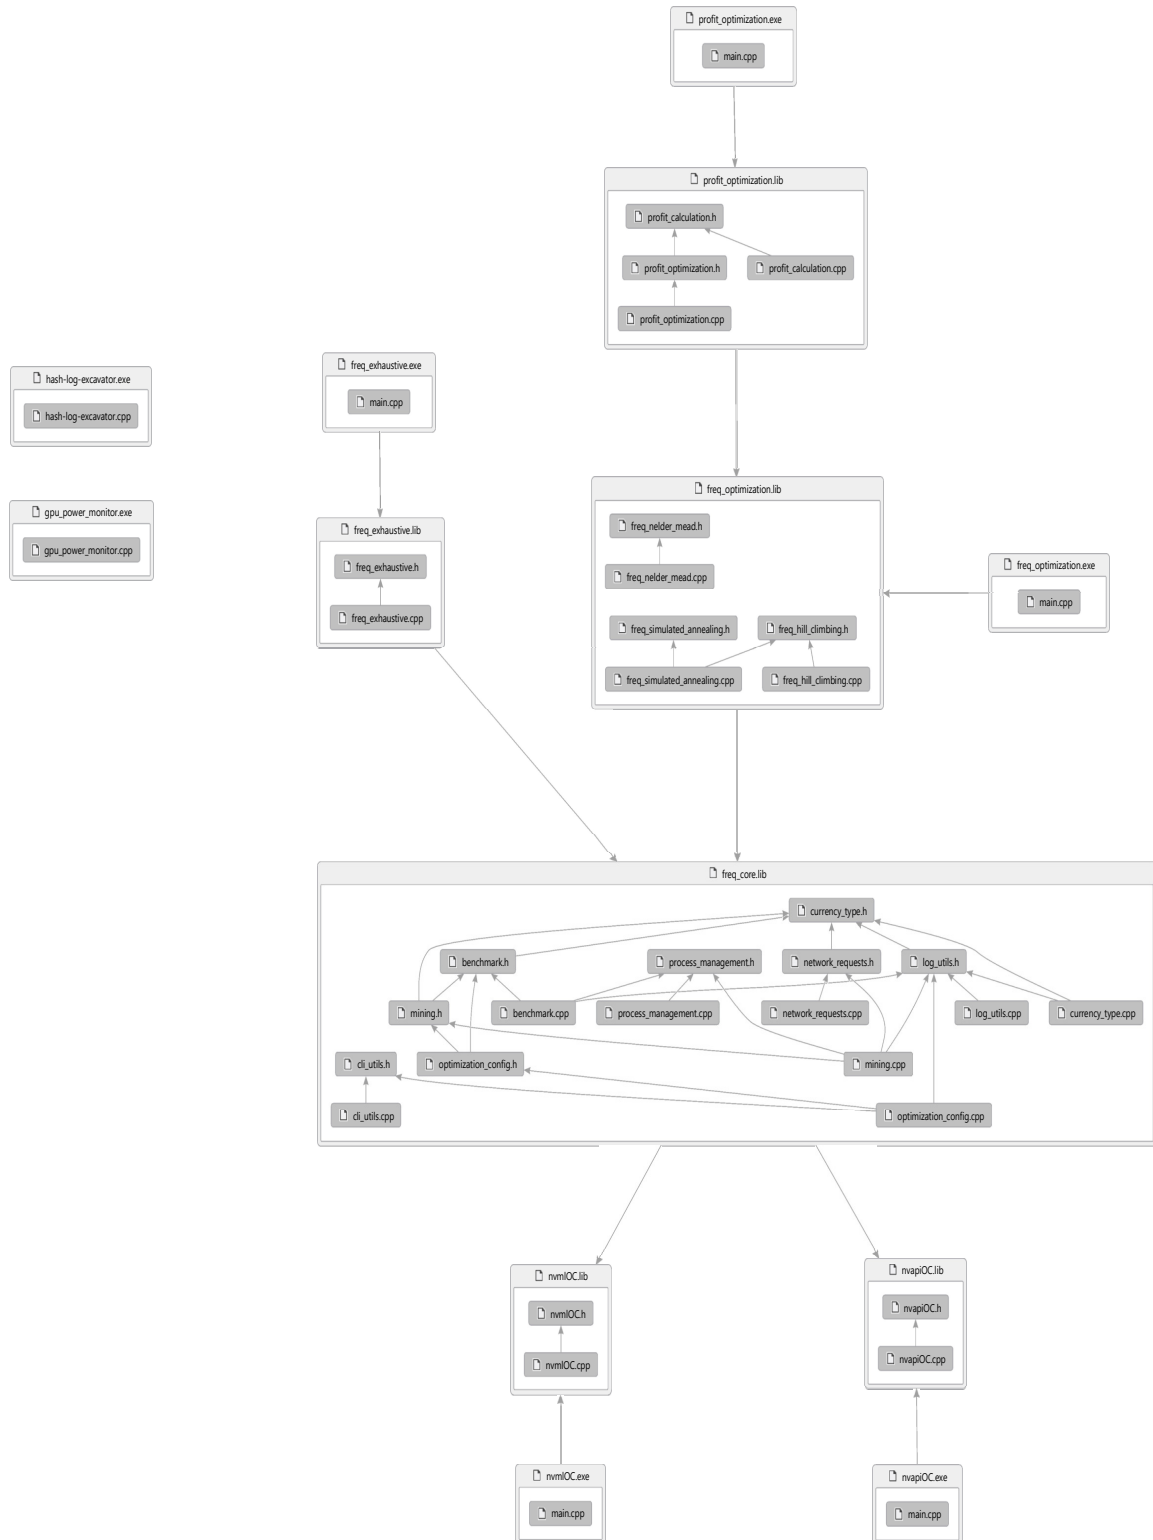 profit_optimization.exe
main.cpp
profit_optimization.lib
profit_calculation.h
profit_optimization.h
profit_calculation.cpp
profit_optimization.cpp
hash-log-excavator.exe
hash-log-excavator.cpp
freq_exhaustive.exe
main.cpp
gpu_power_monitor.exe
gpu_power_monitor.cpp
freq_exhaustive.lib
freq_exhaustive.h
freq_exhaustive.cpp
freq_optimization.lib
freq_nelder_mead.h
freq_nelder_mead.cpp
freq_simulated_annealing.h
freq_hill_climbing.h
freq_simulated_annealing.cpp
freq_hill_climbing.cpp
freq_optimization.exe
main.cpp
freq_core.lib
currency_type.h
benchmark.h
process_management.h
network_requests.h
log_utils.h
mining.h
benchmark.cpp
process_management.cpp
network_requests.cpp
log_utils.cpp
currency_type.cpp
cli_utils.h
optimization_config.h
mining.cpp
cli_utils.cpp
optimization_config.cpp
nvmlOC.lib
nvmlOC.h
nvmlOC.cpp
nvapiOC.lib
nvapiOC.h
nvapiOC.cpp
nvmlOC.exe
main.cpp
nvapiOC.exe
main.cpp